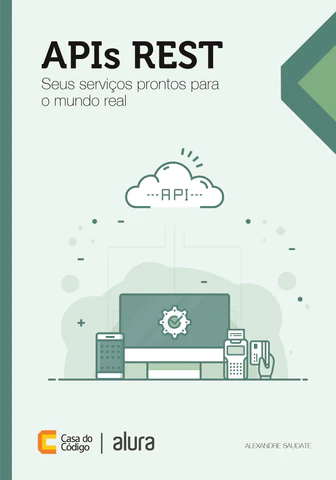 APIs REST
Seus serviços prontos para
o mundo real
API
Casa do
Código
alura
ALEXANDRE SAUDATE